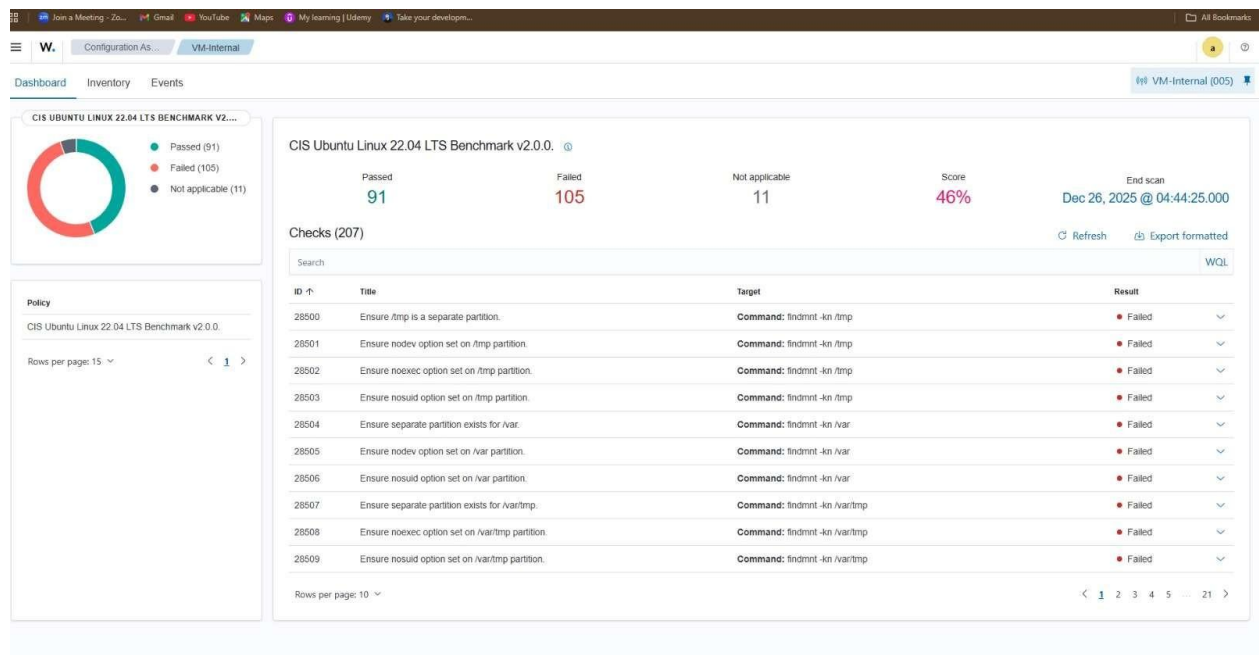 Join a Meeting - Zo... Gmail YouTube Maps My learning | Udemy Take your developm... All Bookmarks
W. Configuration As... VM-Internal a
Dashboard Inventory Events VM-Internal (005)
CIS UBUNTU LINUX 22.04 LTS BENCHMARK V2....
Passed (91)
Failed (105)
Not applicable (11)
Policy
CIS Ubuntu Linux 22.04 LTS Benchmark v2.0.0.
Rows per page: 15 < 1 >
CIS Ubuntu Linux 22.04 LTS Benchmark v2.0.0.
Passed Failed Not applicable Score End scan
91 105 11 46% Dec 26, 2025 @ 04:44:25.000
Checks (207) Refresh Export formatted
Search WQL
ID ↑ Title Target Result
28500 Ensure /tmp is a separate partition. Command: findmnt -kn /tmp Failed
28501 Ensure nodev option set on /tmp partition. Command: findmnt -kn /tmp Failed
28502 Ensure noexec option set on /tmp partition. Command: findmnt -kn /tmp Failed
28503 Ensure nosuid option set on /tmp partition. Command: findmnt -kn /tmp Failed
28504 Ensure separate partition exists for /var. Command: findmnt -kn /var Failed
28505 Ensure nodev option set on /var partition. Command: findmnt -kn /var Failed
28506 Ensure nosuid option set on /var partition. Command: findmnt -kn /var Failed
28507 Ensure separate partition exists for /var/tmp. Command: findmnt -kn /var/tmp Failed
28508 Ensure noexec option set on /var/tmp partition. Command: findmnt -kn /var/tmp Failed
28509 Ensure nosuid option set on /var/tmp partition. Command: findmnt -kn /var/tmp Failed
Rows per page: 10 < 1 2 3 4 5 ... 21 >